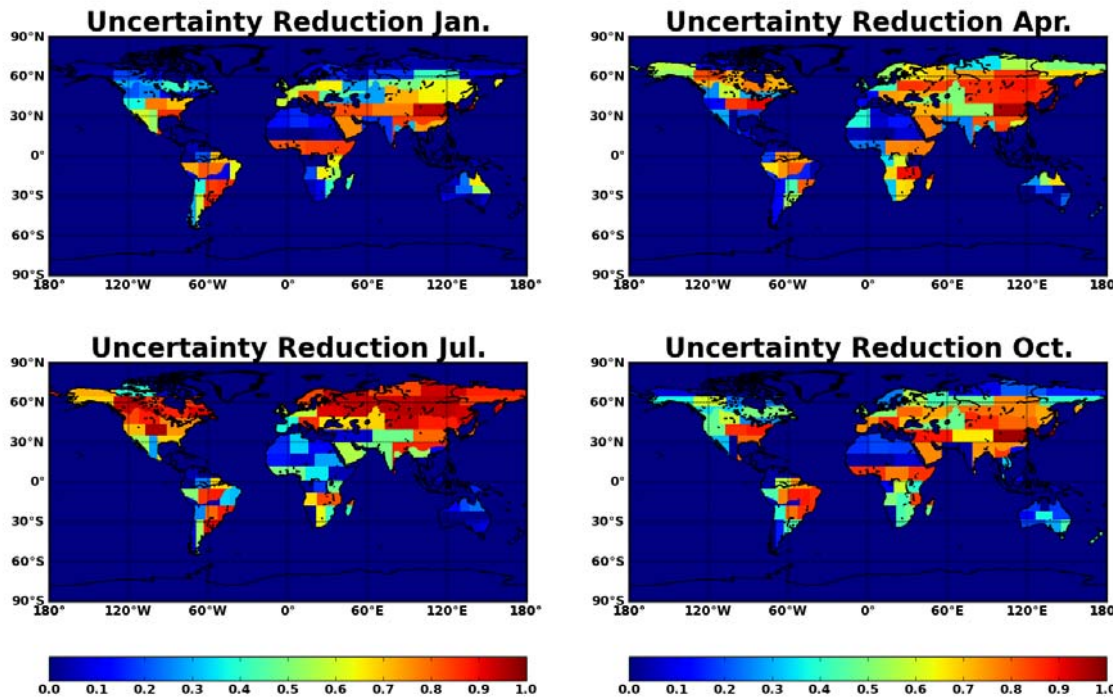 Uncertainty Reduction Jan.
90°N
60°N
30°N
0°
30°S
60°S
90°S
180° 120°W 60°W 0° 60°E 120°E 180°
Uncertainty Reduction Apr.
90°N
60°N
30°N
0°
30°S
60°S
90°S
180° 120°W 60°W 0° 60°E 120°E 180°
Uncertainty Reduction Jul.
90°N
60°N
30°N
0°
30°S
60°S
90°S
180° 120°W 60°W 0° 60°E 120°E 180°
Uncertainty Reduction Oct.
90°N
60°N
30°N
0°
30°S
60°S
90°S
180° 120°W 60°W 0° 60°E 120°E 180°
0.0 0.1 0.2 0.3 0.4 0.5 0.6 0.7 0.8 0.9 1.0
0.0 0.1 0.2 0.3 0.4 0.5 0.6 0.7 0.8 0.9 1.0